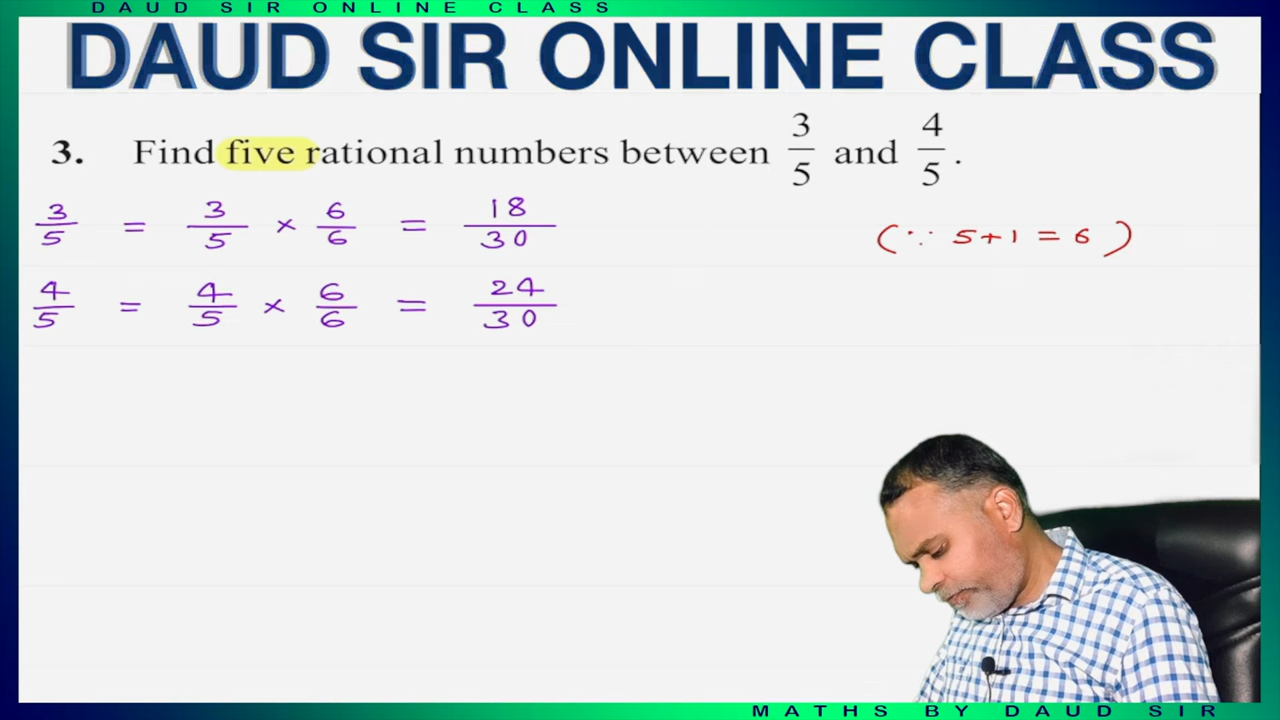 DAUD SIR ONLINE CLASS
DAUD SIR ONLINE CLASS
3. Find five rational numbers between 3/5 and 4/5.
3/5 = 3/5 × 6/6 = 18/30
(∵ 5+1 = 6)
4/5 = 4/5 × 6/6 = 24/30
MATHS BY DAUD SIR